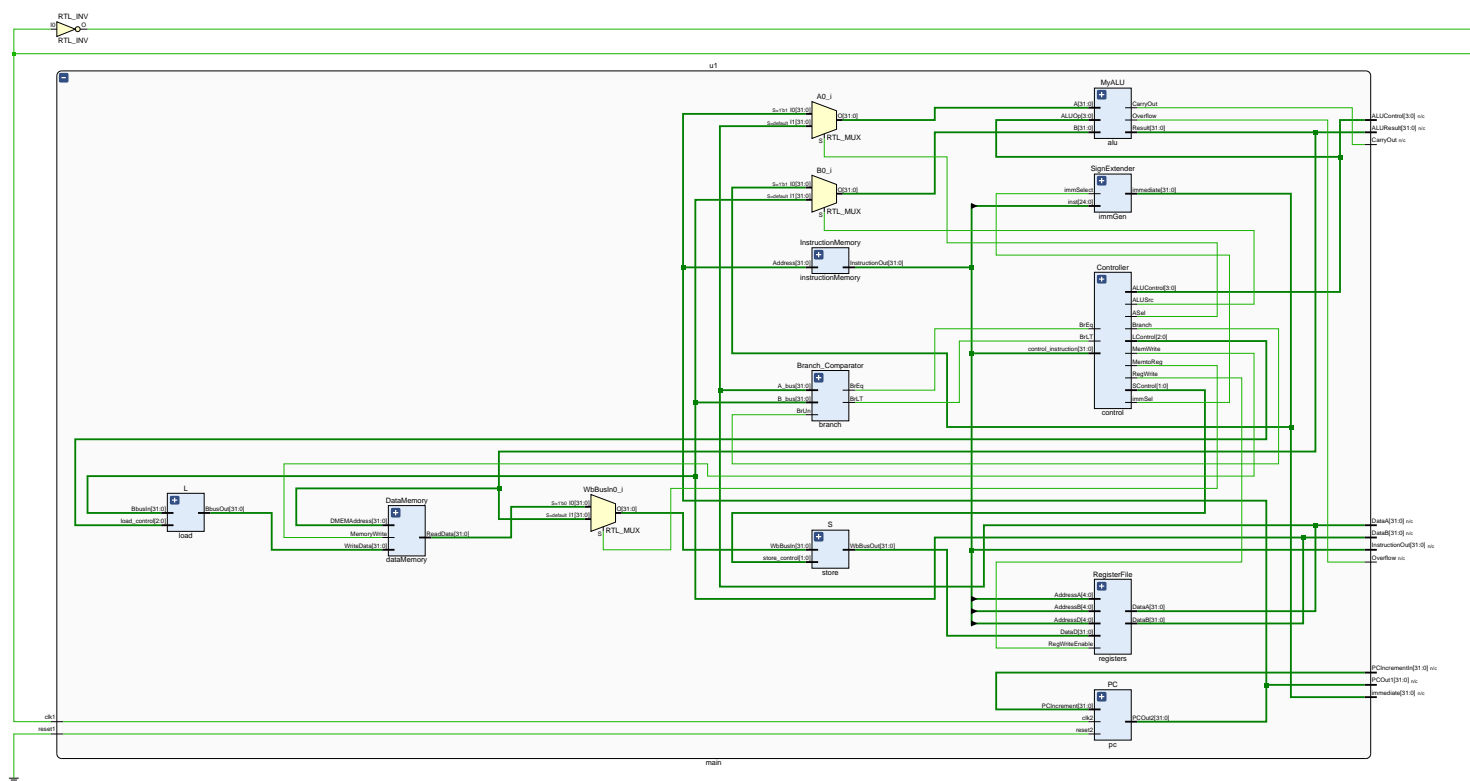 RTL_INV
I0
O
RTL_INV
u1
A0_i
S=1'b1 I0[31:0]
S=default I1[31:0]
O[31:0]
S
RTL_MUX
MyALU
A[31:0]
ALUOp[3:0]
B[31:0]
CarryOut
Overflow
Result[31:0]
alu
ALUControl[3:0] n/c
ALUResult[31:0] n/c
CarryOut n/c
B0_i
S=1'b1 I0[31:0]
S=default I1[31:0]
O[31:0]
S
RTL_MUX
SignExtender
immSelect
inst[24:0]
immediate[31:0]
immGen
InstructionMemory
Address[31:0]
InstructionOut[31:0]
instructionMemory
Controller
BrEq
BrLT
control_instruction[31:0]
ALUControl[3:0]
ALUSrc
ASel
Branch
LControl[2:0]
MemWrite
MemtoReg
RegWrite
SControl[1:0]
immSel
control
Branch_Comparator
A_bus[31:0]
B_bus[31:0]
BrUn
BrEq
BrLT
branch
L
BbusIn[31:0]
load_control[2:0]
BbusOut[31:0]
load
DataMemory
DMEMAddress[31:0]
MemoryWrite
WriteData[31:0]
ReadData[31:0]
dataMemory
WbBusIn0_i
S=1'b0 I0[31:0]
S=default I1[31:0]
O[31:0]
S
RTL_MUX
S
WbBusIn[31:0]
store_control[1:0]
WbBusOut[31:0]
store
DataA[31:0] n/c
DataB[31:0] n/c
InstructionOut[31:0] n/c
Overflow n/c
RegisterFile
AddressA[4:0]
AddressB[4:0]
AddressD[4:0]
DataD[31:0]
RegWriteEnable
DataA[31:0]
DataB[31:0]
registers
PCIncrementIn[31:0] n/c
PCOut1[31:0] n/c
immediate[31:0] n/c
PC
PCIncrement[31:0]
clk2
reset2
PCOut2[31:0]
pc
clk1
reset1
main